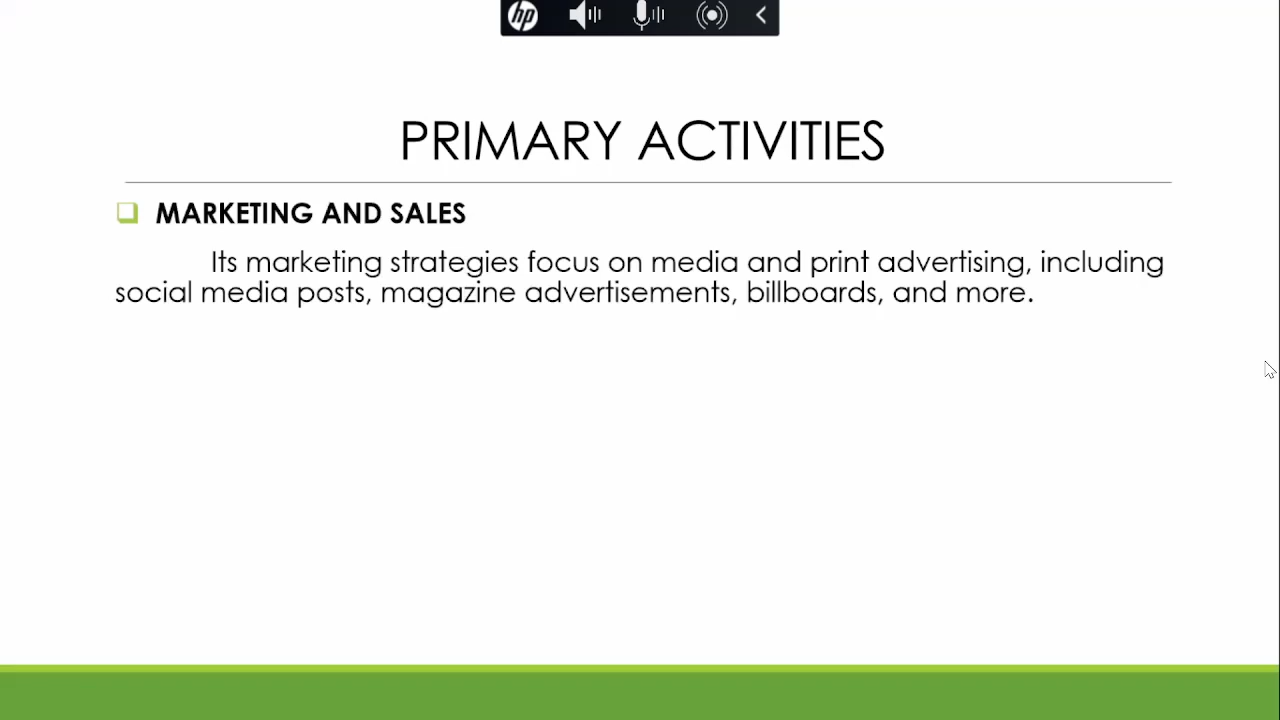 hp
PRIMARY ACTIVITIES
MARKETING AND SALES
Its marketing strategies focus on media and print advertising, including
social media posts, magazine advertisements, billboards, and more.